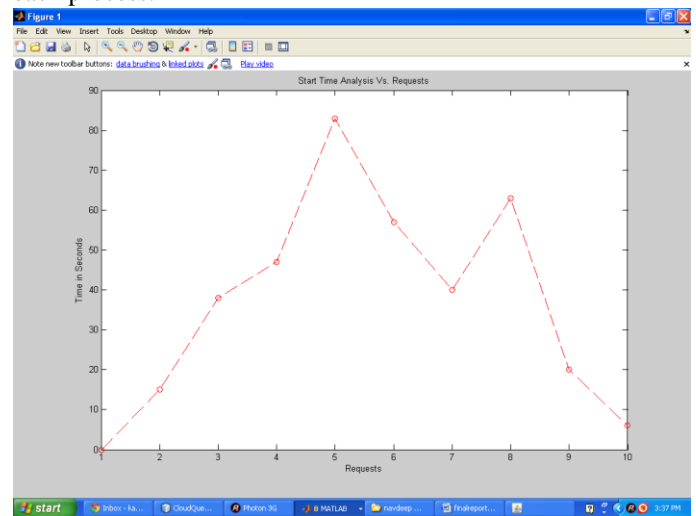 Figure 1
File Edit View Insert Tools Desktop Window Help
Note new toolbar buttons: data brushing & linked plots Play video
Start Time Analysis Vs. Requests
90
80
70
60
50
40
30
20
10
0
Time in Seconds
1 2 3 4 5 6 7 8 9 10
Requests
start Inbox - ka... CloudQue... Photon 3G 8 MATLAB navdeep ... finalreport... 3:37 PM